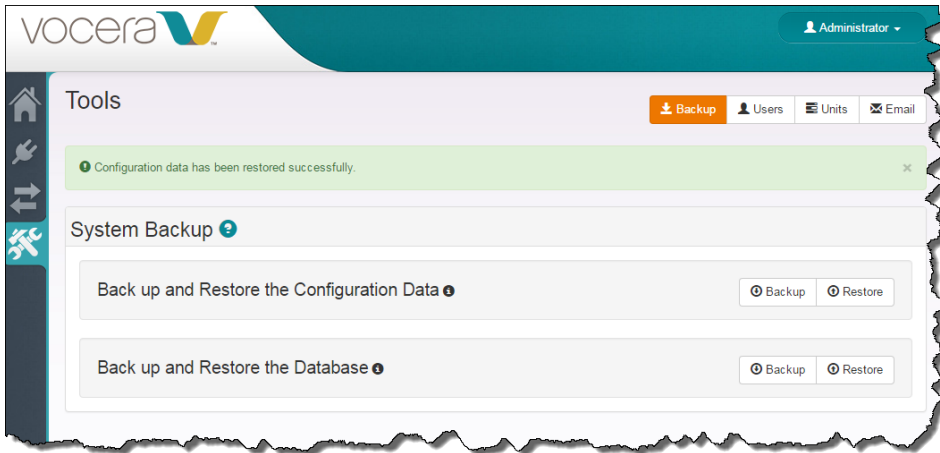 vocera
Administrator
Tools
Backup
Users
Units
Email
Configuration data has been restored successfully.
×
System Backup ?
Back up and Restore the Configuration Data
Backup
Restore
Back up and Restore the Database
Backup
Restore